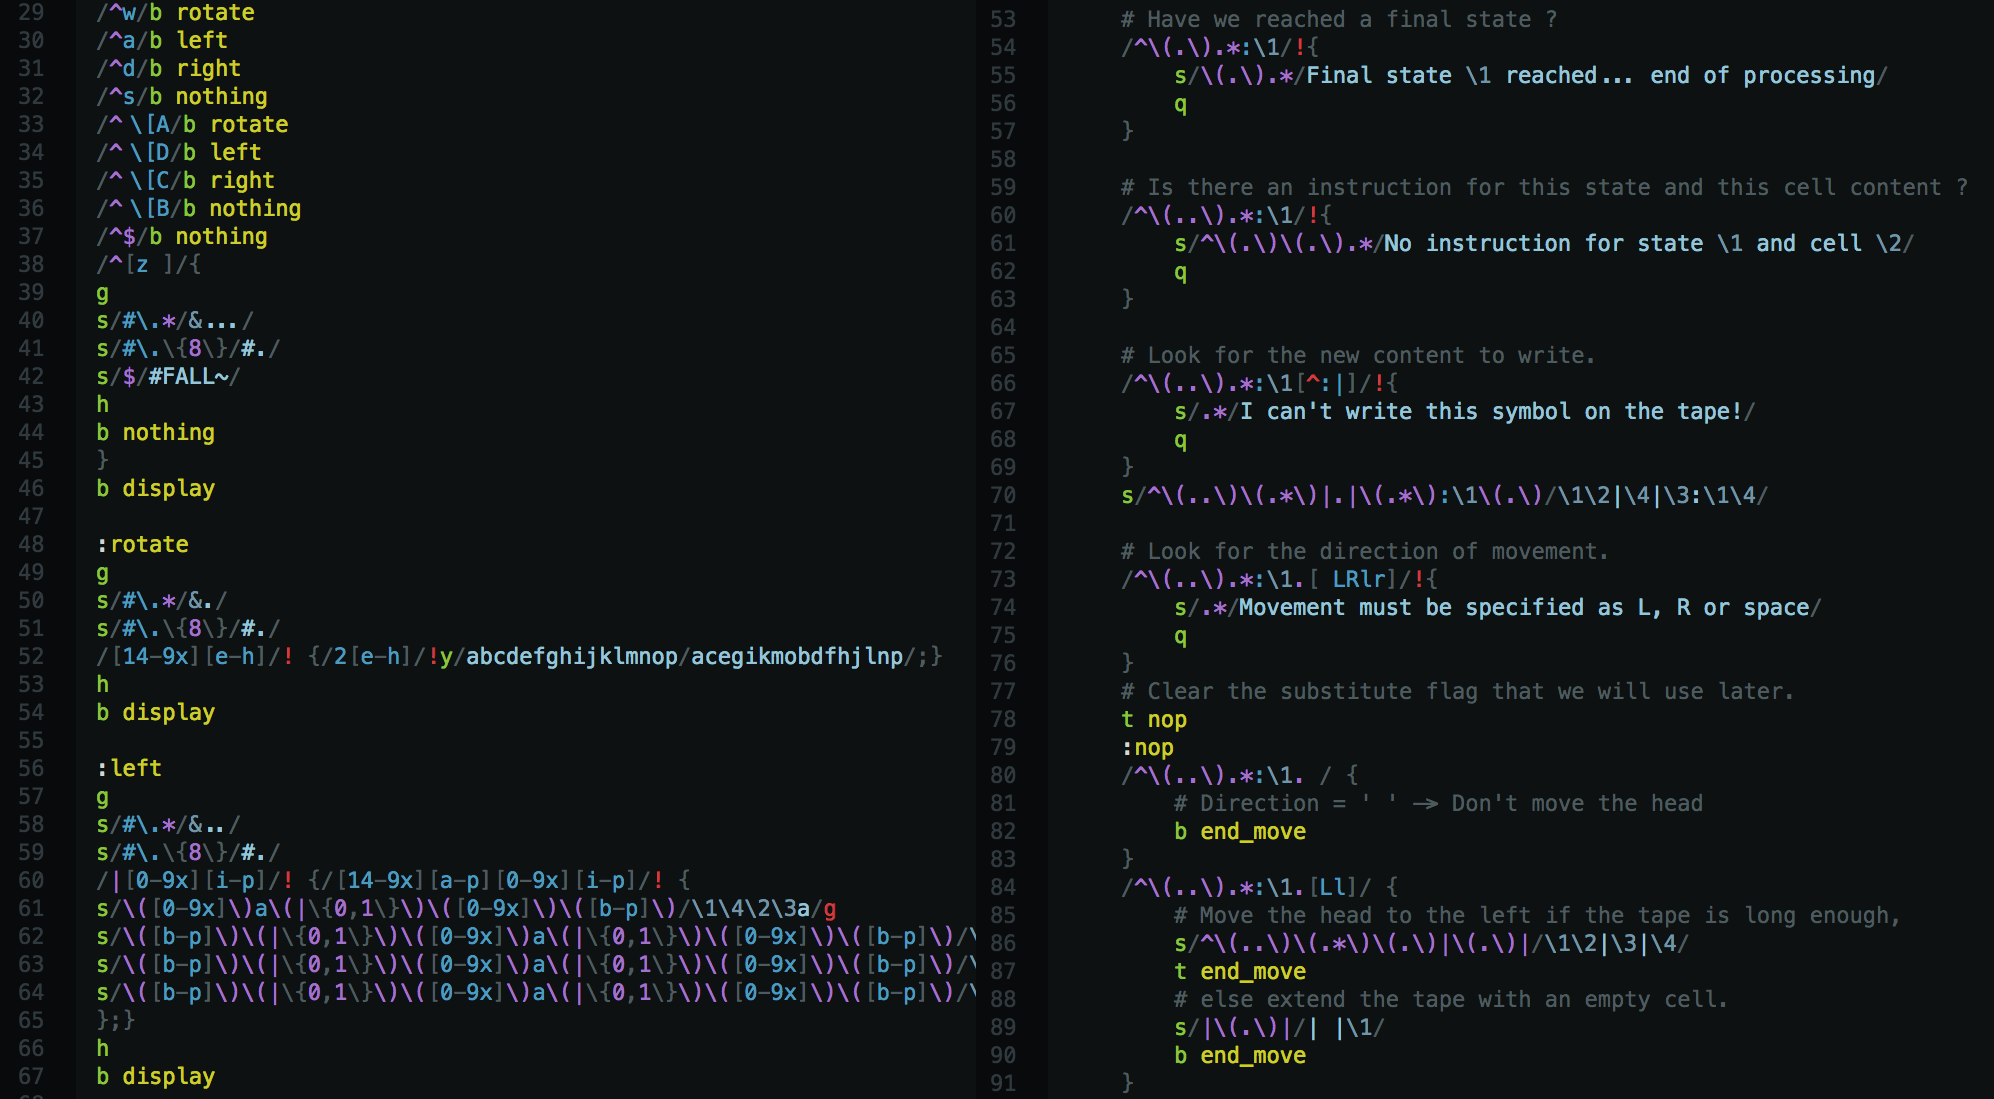 29 /^w/b rotate
30 /^a/b left
31 /^d/b right
32 /^s/b nothing
33 /^ \[A/b rotate
34 /^ \[D/b left
35 /^ \[C/b right
36 /^ \[B/b nothing
37 /^$/b nothing
38 /^[z ]/{
39 g
40 s/#\.*/&.../
41 s/#\.\{8\}/#./
42 s/$/#FALL~/
43 h
44 b nothing
45 }
46 b display
47
48 :rotate
49 g
50 s/#\.*/&./
51 s/#\.\{8\}/#./
52 /[14-9x][e-h]/! {/2[e-h]/!y/abcdefghijklmnop/acegikmobdfhjlnp/;}
53 h
54 b display
55
56 :left
57 g
58 s/#\.*/&../
59 s/#\.\{8\}/#./
60 /|[0-9x][i-p]/! {/[14-9x][a-p][0-9x][i-p]/! {
61 s/\([0-9x]\)a\(|\{0,1\}\)\([0-9x]\)\([b-p]\)/\1\4\2\3a/g
62 s/\([b-p]\)\(|\{0,1\}\)\([0-9x]\)a\(|\{0,1\}\)\([0-9x]\)\([b-p]\)/\
63 s/\([b-p]\)\(|\{0,1\}\)\([0-9x]\)a\(|\{0,1\}\)\([0-9x]\)\([b-p]\)/\
64 s/\([b-p]\)\(|\{0,1\}\)\([0-9x]\)a\(|\{0,1\}\)\([0-9x]\)\([b-p]\)/\
65 };}
66 h
67 b display
53 # Have we reached a final state ?
54 /^\(.\).*:\1/!{
55 s/\(.\).*/Final state \1 reached... end of processing/
56 q
57 }
58
59 # Is there an instruction for this state and this cell content ?
60 /^\(..\).*:\1/!{
61 s/^\(.\)\(.\).*/No instruction for state \1 and cell \2/
62 q
63 }
64
65 # Look for the new content to write.
66 /^\(..\).*:\1[^:|]/!{
67 s/.*/I can't write this symbol on the tape!/
68 q
69 }
70 s/^\(..\)\(.*\)|.|\(.*\):\1\(.\)/\1\2|\4|\3:\1\4/
71
72 # Look for the direction of movement.
73 /^\(..\).*:\1.[ LRlr]/!{
74 s/.*/Movement must be specified as L, R or space/
75 q
76 }
77 # Clear the substitute flag that we will use later.
78 t nop
79 :nop
80 /^\(..\).*:\1. / {
81 # Direction = ' ' -> Don't move the head
82 b end_move
83 }
84 /^\(..\).*:\1.[Ll]/ {
85 # Move the head to the left if the tape is long enough,
86 s/^\(..\)\(.*\)\(.\)|\(.\)|/\1\2|\3|\4/
87 t end_move
88 # else extend the tape with an empty cell.
89 s/|\(.\)|/| |\1/
90 b end_move
91 }